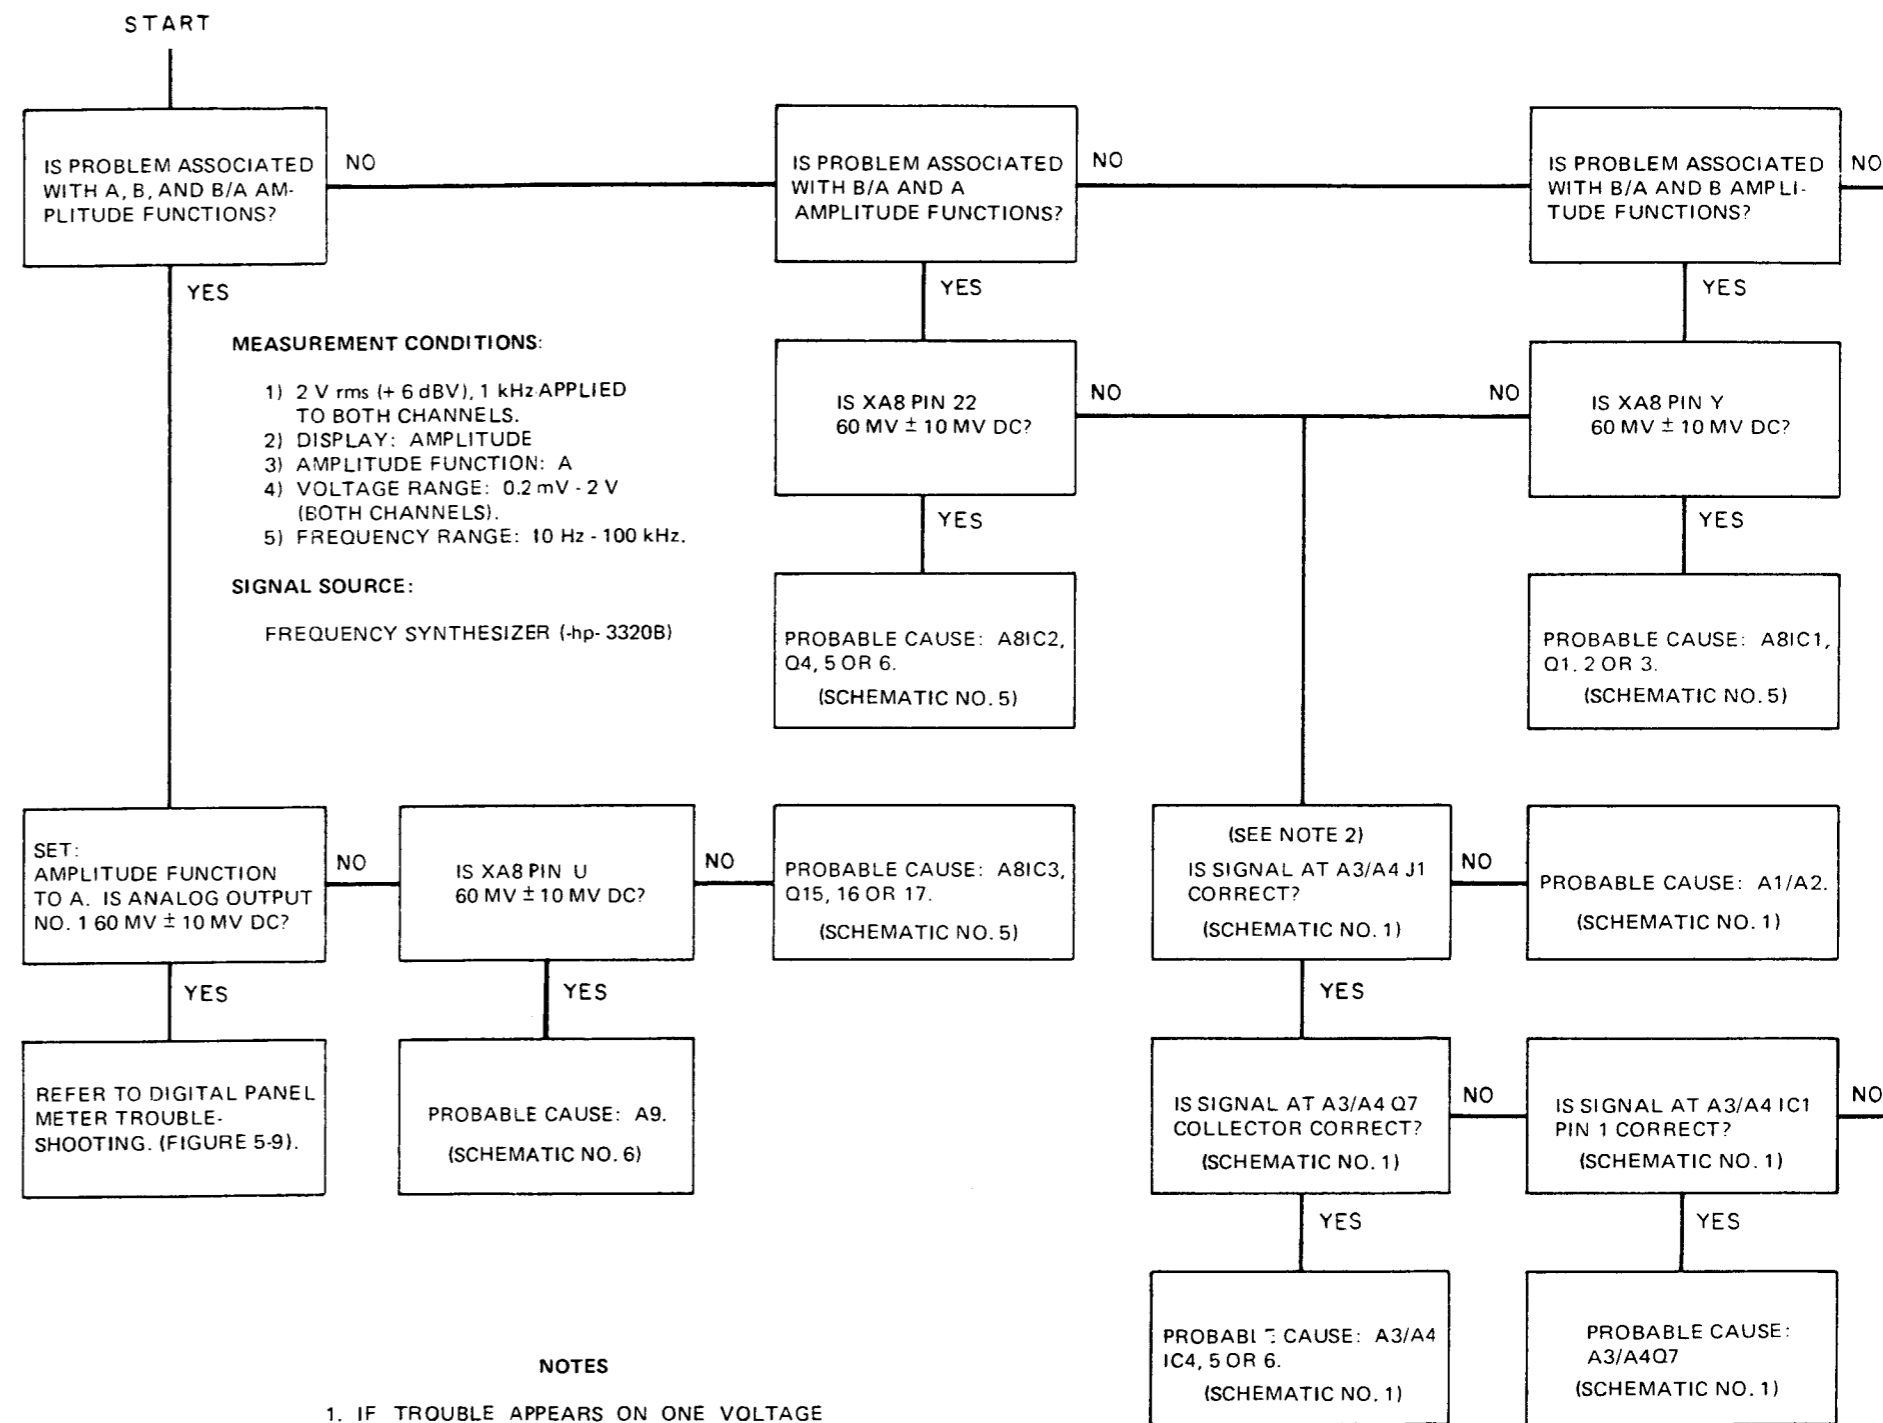 START
IS PROBLEM ASSOCIATED
WITH A, B, AND B/A AM-
PLITUDE FUNCTIONS?
NO
YES
IS PROBLEM ASSOCIATED
WITH B/A AND A
AMPLITUDE FUNCTIONS?
NO
YES
IS PROBLEM ASSOCIATED
WITH B/A AND B AMPLI-
TUDE FUNCTIONS?
NO
YES
MEASUREMENT CONDITIONS:
1) 2 V rms (+ 6 dBV), 1 kHz APPLIED
TO BOTH CHANNELS.
2) DISPLAY: AMPLITUDE
3) AMPLITUDE FUNCTION: A
4) VOLTAGE RANGE: 0.2 mV - 2 V
(BOTH CHANNELS).
5) FREQUENCY RANGE: 10 Hz - 100 kHz.
SIGNAL SOURCE:
FREQUENCY SYNTHESIZER (-hp- 3320B)
IS XA8 PIN 22
60 MV ± 10 MV DC?
NO
YES
NO
IS XA8 PIN Y
60 MV ± 10 MV DC?
YES
PROBABLE CAUSE: A8IC2,
Q4, 5 OR 6.
(SCHEMATIC NO. 5)
PROBABLE CAUSE: A8IC1,
Q1. 2 OR 3.
(SCHEMATIC NO. 5)
SET:
AMPLITUDE FUNCTION
TO A. IS ANALOG OUTPUT
NO. 1 60 MV ± 10 MV DC?
NO
YES
IS XA8 PIN U
60 MV ± 10 MV DC?
NO
YES
PROBABLE CAUSE: A8IC3,
Q15, 16 OR 17.
(SCHEMATIC NO. 5)
(SEE NOTE 2)
IS SIGNAL AT A3/A4 J1
CORRECT?
(SCHEMATIC NO. 1)
NO
YES
PROBABLE CAUSE: A1/A2.
(SCHEMATIC NO. 1)
REFER TO DIGITAL PANEL
METER TROUBLE-
SHOOTING. (FIGURE 5-9).
PROBABLE CAUSE: A9.
(SCHEMATIC NO. 6)
IS SIGNAL AT A3/A4 Q7
COLLECTOR CORRECT?
(SCHEMATIC NO. 1)
NO
YES
IS SIGNAL AT A3/A4 IC1
PIN 1 CORRECT?
(SCHEMATIC NO. 1)
NO
YES
PROBABLE CAUSE: A3/A4
IC4, 5 OR 6.
(SCHEMATIC NO. 1)
PROBABLE CAUSE:
A3/A4Q7
(SCHEMATIC NO. 1)
NOTES
1. IF TROUBLE APPEARS ON ONE VOLTAGE